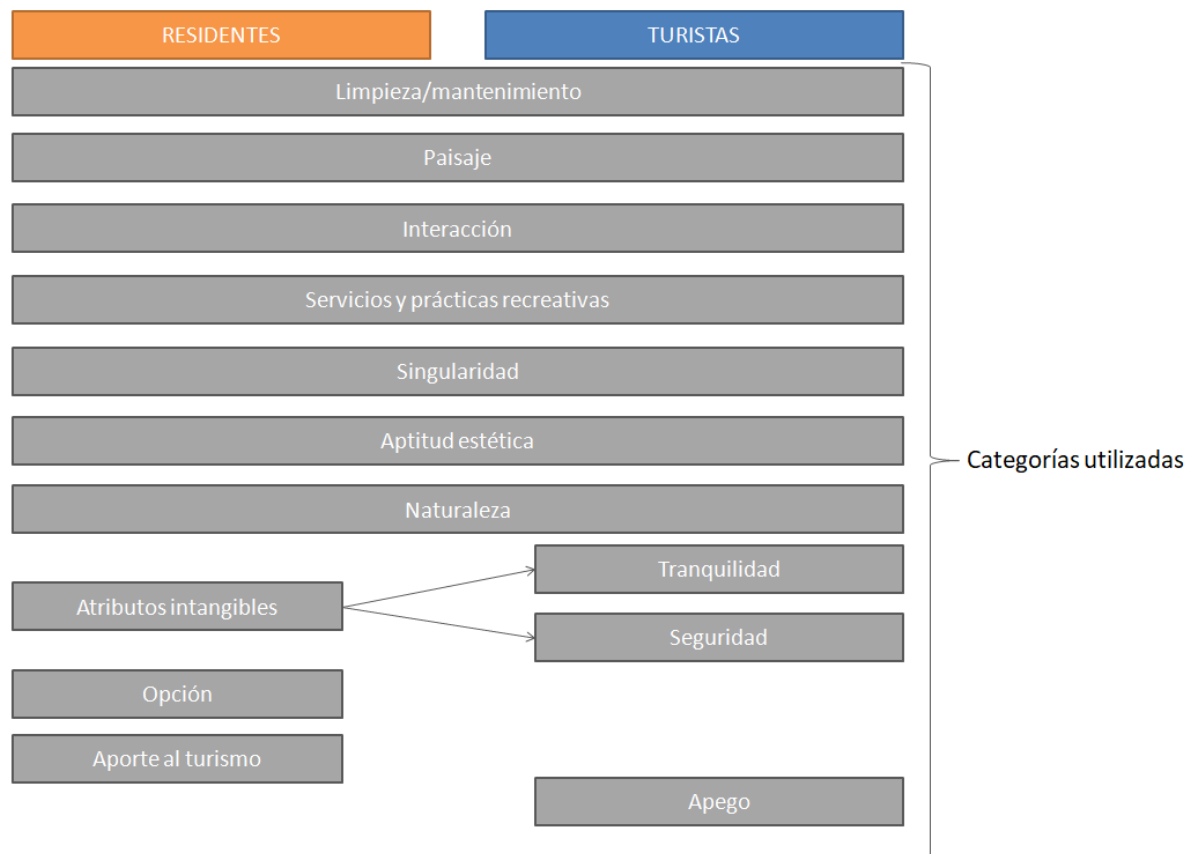 RESIDENTES
TURISTAS
Limpieza/mantenimiento
Paisaje
Interacción
Servicios y prácticas recreativas
Singularidad
Aptitud estética
Categorías utilizadas
Naturaleza
Tranquilidad
Atributos intangibles
Seguridad
Opción
Aporte al turismo
Apego